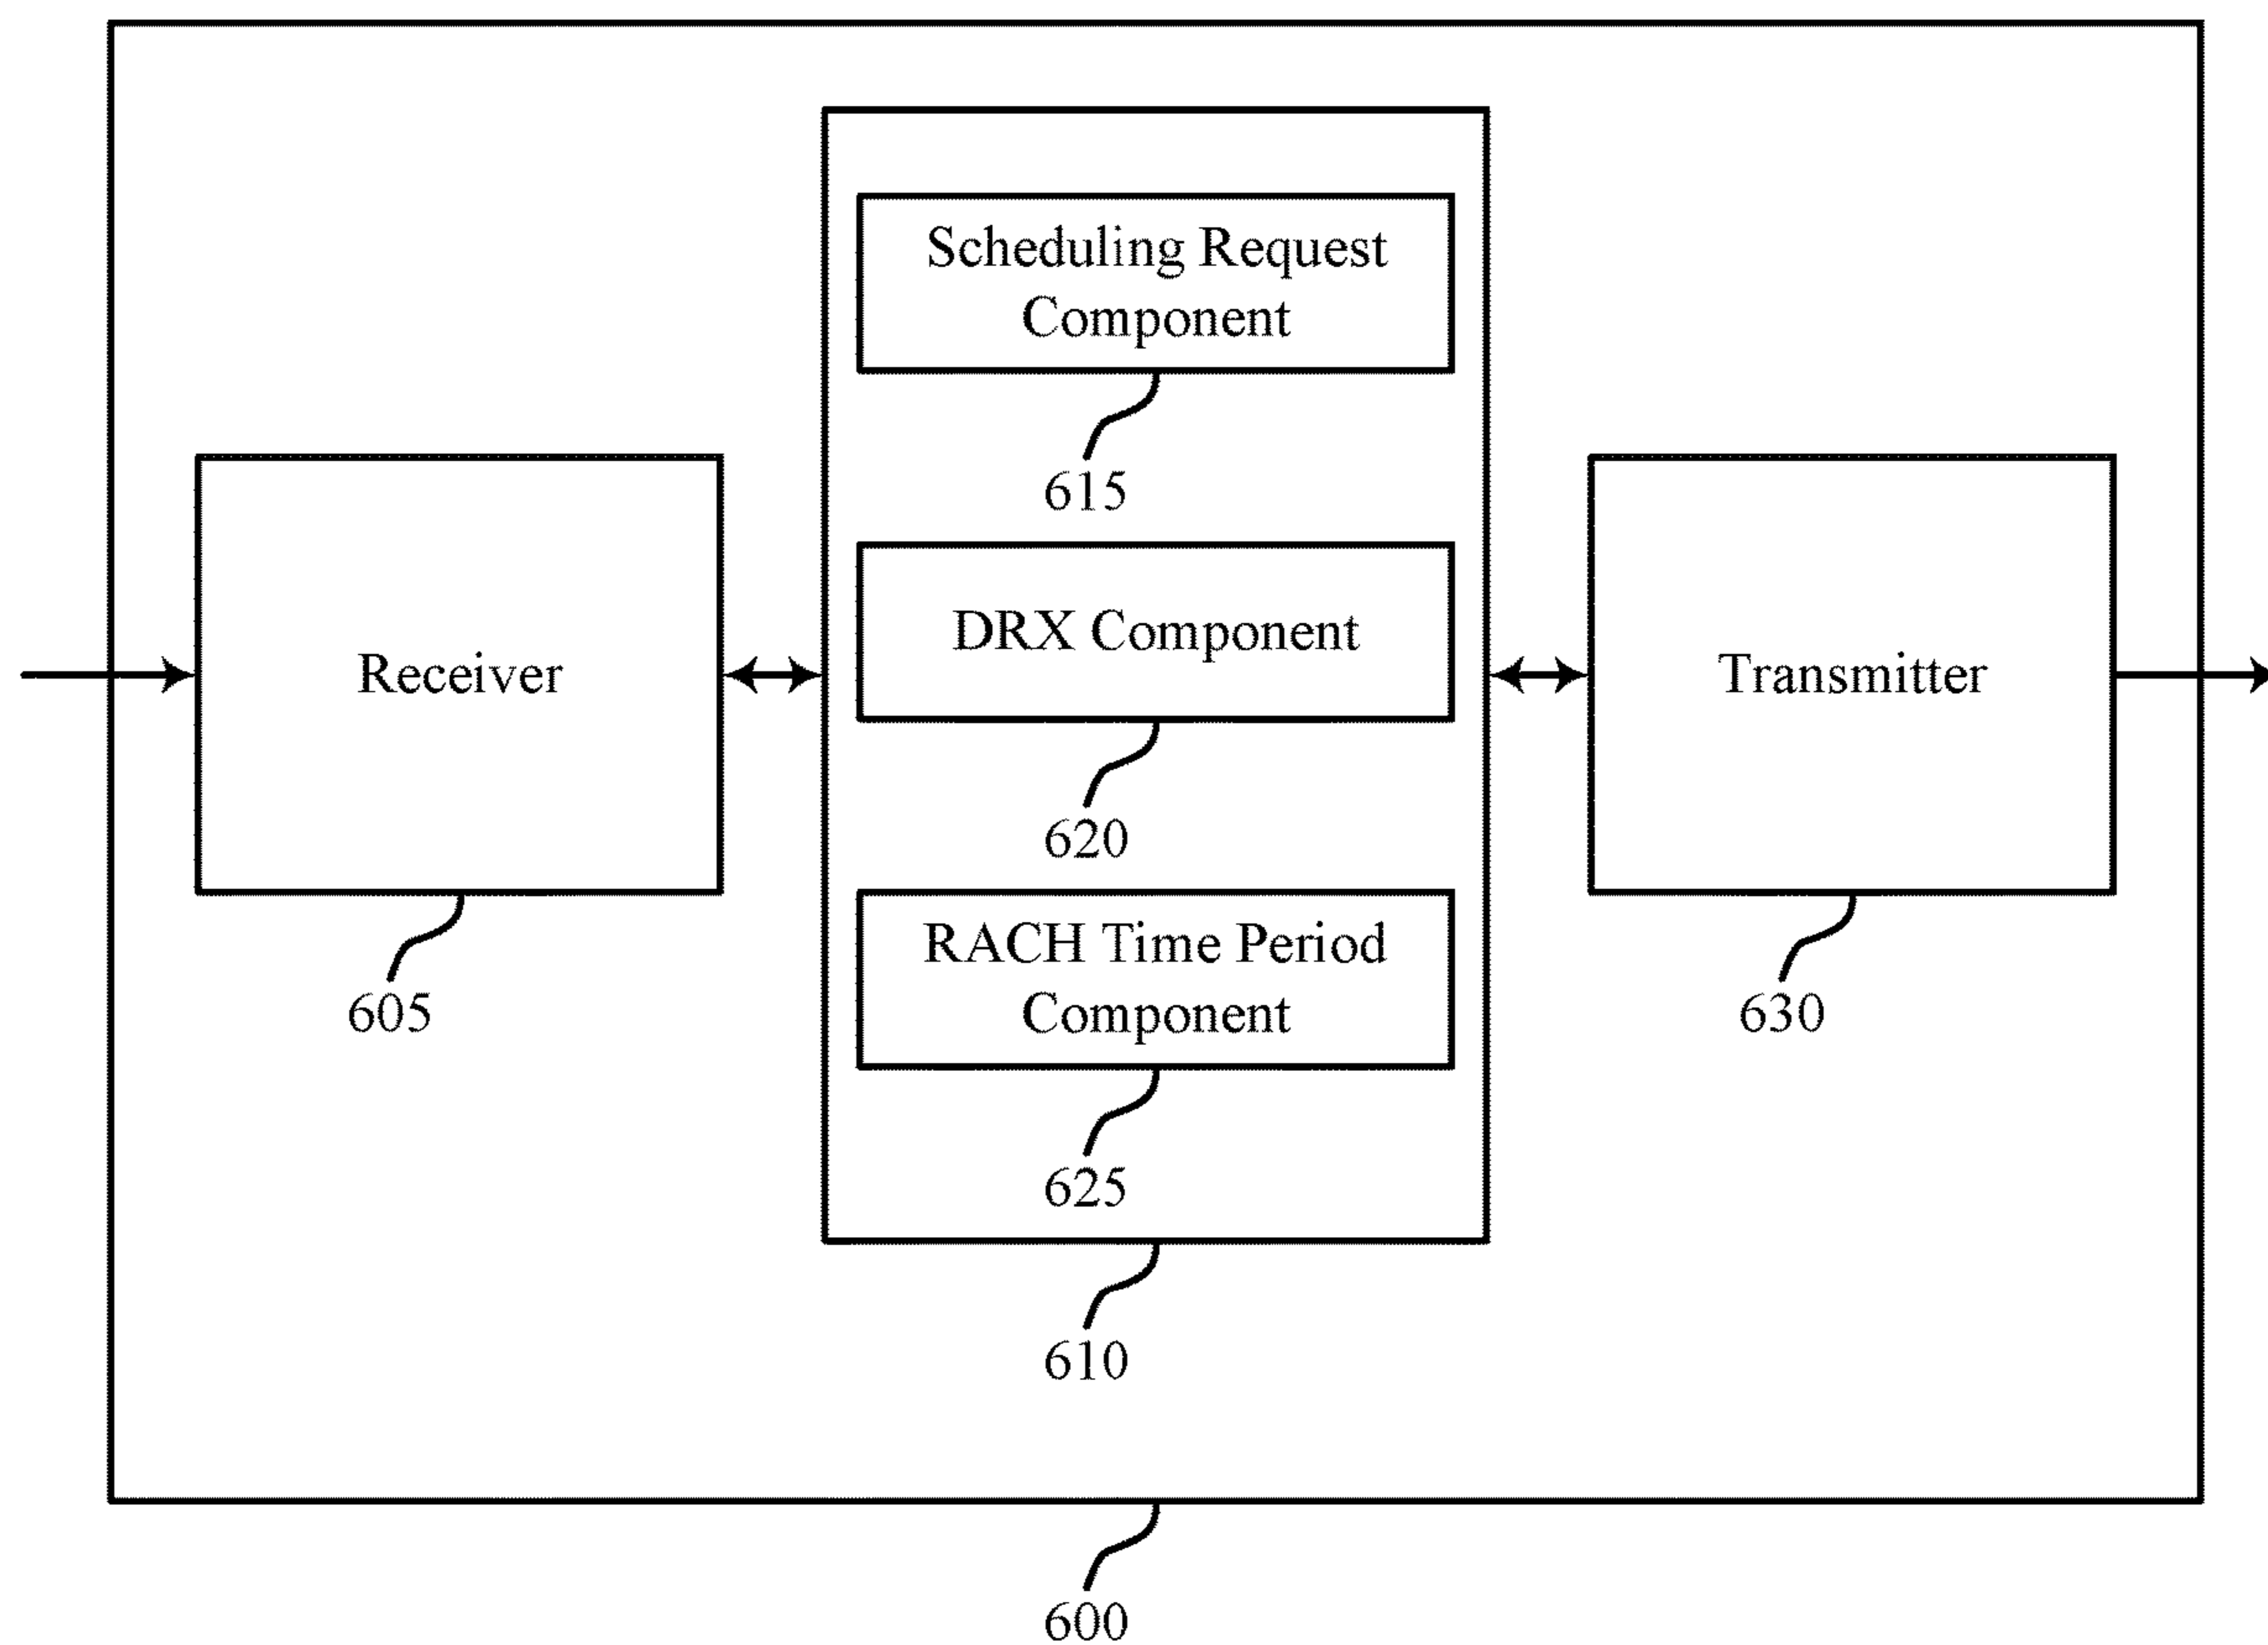 Scheduling Request
Component
615
DRX Component
620
RACH Time Period
Component
625
610
Receiver
605
Transmitter
630
600